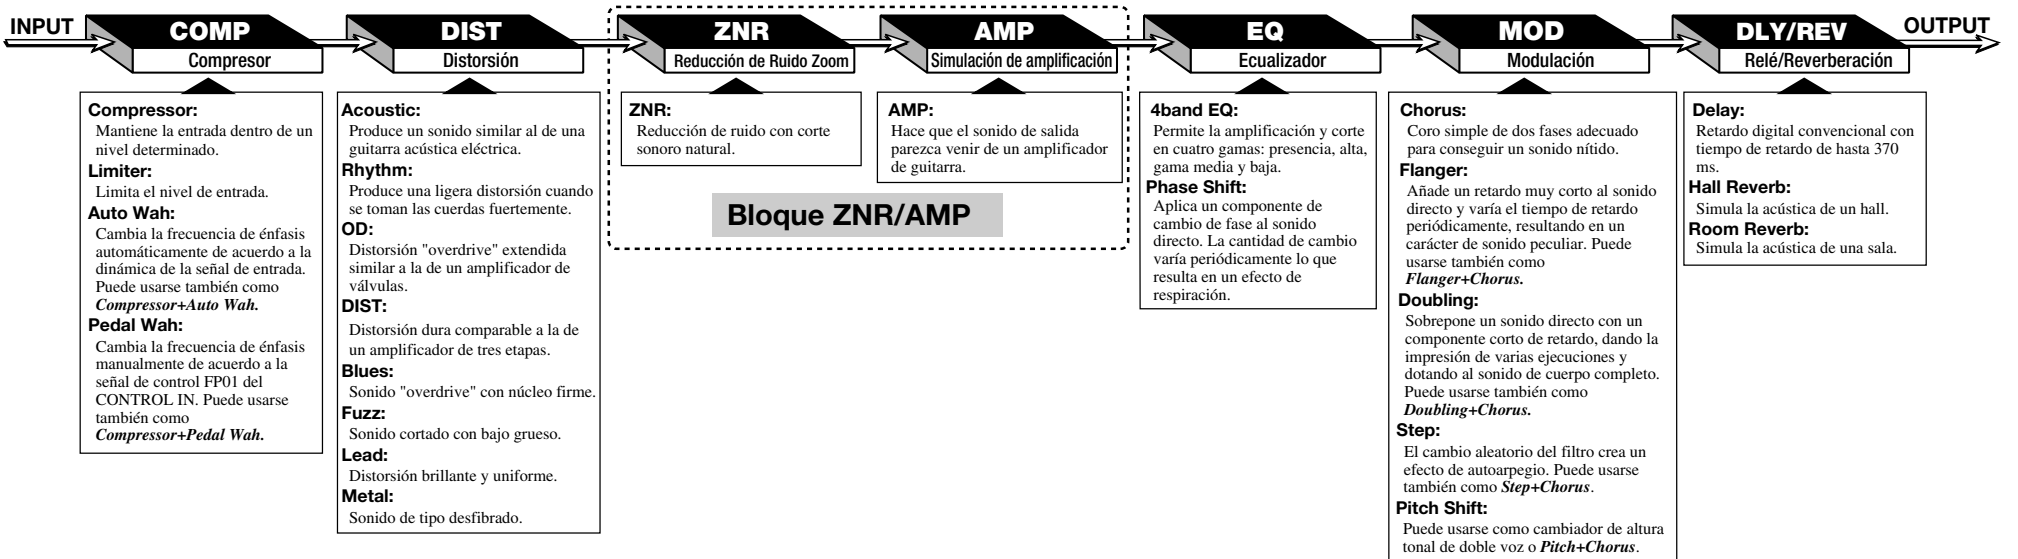 INPUT
COMP
Compresor
DIST
Distorsión
ZNR
Reducción de Ruido Zoom
AMP
Simulación de amplificación
EQ
Ecualizador
MOD
Modulación
DLY/REV
Relé/Reverberación
OUTPUT
Compressor:
Mantiene la entrada dentro de un
nivel determinado.
Limiter:
Limita el nivel de entrada.
Auto Wah:
Cambia la frecuencia de énfasis
automáticamente de acuerdo a la
dinámica de la señal de entrada.
Puede usarse también como
Compressor+Auto Wah.
Pedal Wah:
Cambia la frecuencia de énfasis
manualmente de acuerdo a la
señal de control FP01 del
CONTROL IN. Puede usarse
también como
Compressor+Pedal Wah.
Acoustic:
Produce un sonido similar al de una
guitarra acústica eléctrica.
Rhythm:
Produce una ligera distorsión cuando
se toman las cuerdas fuertemente.
OD:
Distorsión "overdrive" extendida
similar a la de un amplificador de
válvulas.
DIST:
Distorsión dura comparable a la de
un amplificador de tres etapas.
Blues:
Sonido "overdrive" con núcleo firme.
Fuzz:
Sonido cortado con bajo grueso.
Lead:
Distorsión brillante y uniforme.
Metal:
Sonido de tipo desfibrado.
ZNR:
Reducción de ruido con corte
sonoro natural.
AMP:
Hace que el sonido de salida
parezca venir de un amplificador
de guitarra.
Bloque ZNR/AMP
4band EQ:
Permite la amplificación y corte
en cuatro gamas: presencia, alta,
gama media y baja.
Phase Shift:
Aplica un componente de
cambio de fase al sonido
directo. La cantidad de cambio
varía periódicamente lo que
resulta en un efecto de
respiración.
Chorus:
Coro simple de dos fases adecuado
para conseguir un sonido nítido.
Flanger:
Añade un retardo muy corto al sonido
directo y varía el tiempo de retardo
periódicamente, resultando en un
carácter de sonido peculiar. Puede
usarse también como
Flanger+Chorus.
Doubling:
Sobrepone un sonido directo con un
componente corto de retardo, dando la
impresión de varias ejecuciones y
dotando al sonido de cuerpo completo.
Puede usarse también como
Doubling+Chorus.
Step:
El cambio aleatorio del filtro crea un
efecto de autoarpegio. Puede usarse
también como Step+Chorus.
Pitch Shift:
Puede usarse como cambiador de altura
tonal de doble voz o Pitch+Chorus.
Delay:
Retardo digital convencional con
tiempo de retardo de hasta 370
ms.
Hall Reverb:
Simula la acústica de un hall.
Room Reverb:
Simula la acústica de una sala.